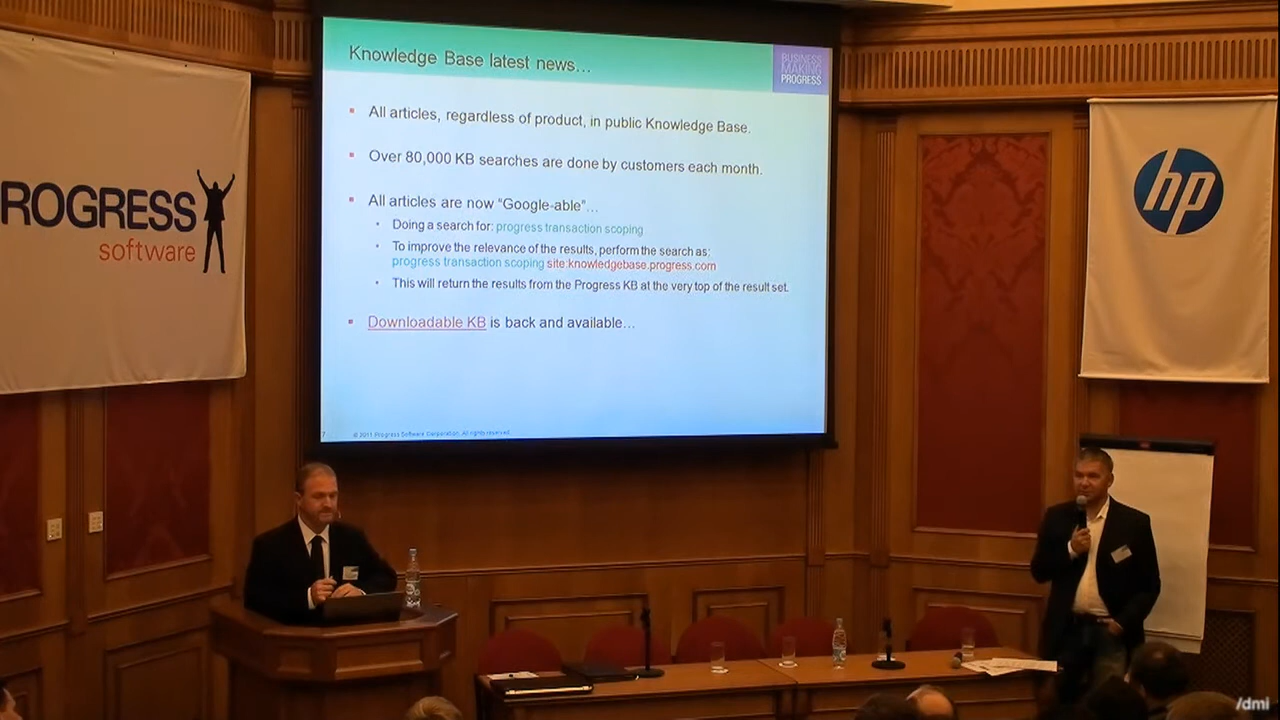 Knowledge Base latest news...
BUSINESS
MAKING
PROGRESS
All articles, regardless of product, in public Knowledge Base.
Over 80,000 KB searches are done by customers each month.
All articles are now “Google-able”...
Doing a search for: progress transaction scoping
To improve the relevance of the results, perform the search as:
progress transaction scoping site:knowledgebase.progress.com
This will return the results from the Progress KB at the very top of the result set.
Downloadable KB is back and available...
7 © 2011 Progress Software Corporation. All rights reserved.
ROGRESS
software
hp
/dmi